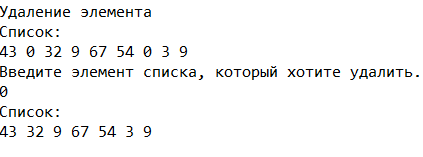 Удаление элемента
Список:
43 0 32 9 67 54 0 3 9
Введите элемент списка, который хотите удалить.
0
Список:
43 32 9 67 54 3 9